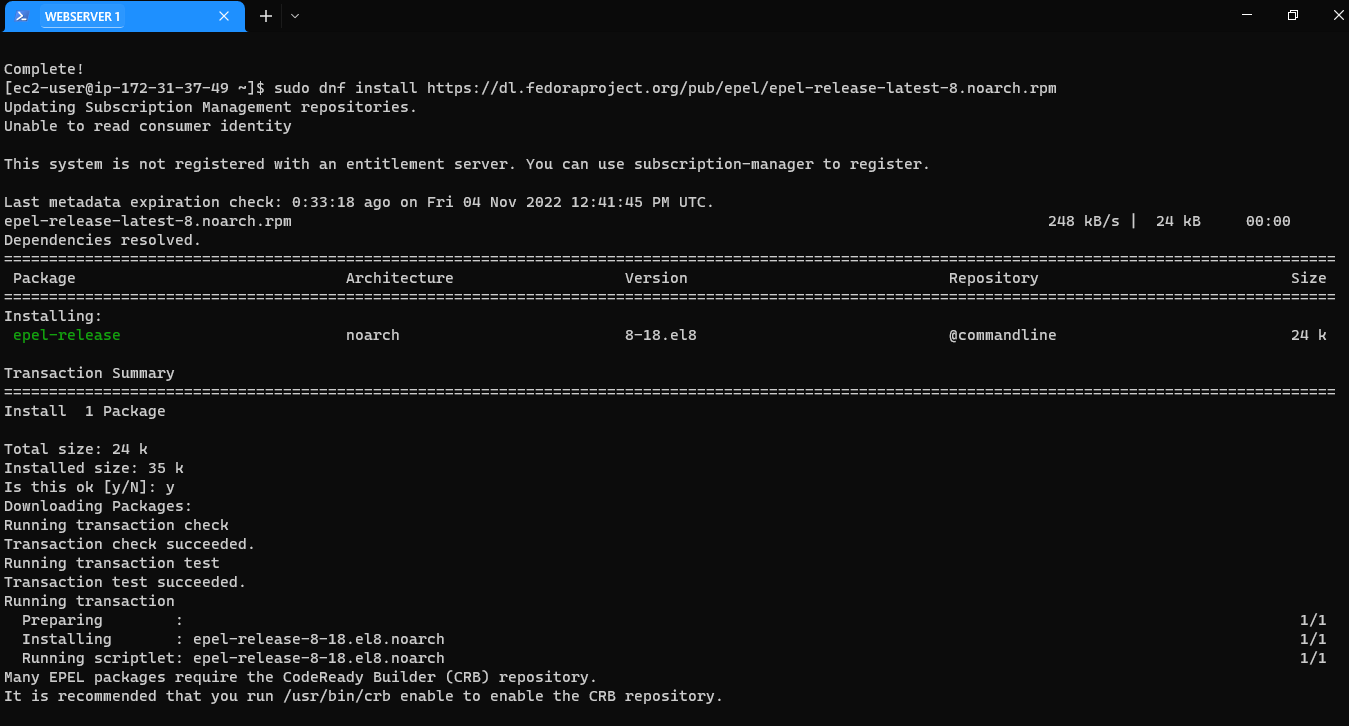 WEBSERVER 1
Complete!
[ec2-user@ip-172-31-37-49 ~]$ sudo dnf install https://dl.fedoraproject.org/pub/epel/epel-release-latest-8.noarch.rpm
Updating Subscription Management repositories.
Unable to read consumer identity
This system is not registered with an entitlement server. You can use subscription-manager to register.
Last metadata expiration check: 0:33:18 ago on Fri 04 Nov 2022 12:41:45 PM UTC.
epel-release-latest-8.noarch.rpm 248 kB/s | 24 kB 00:00
Dependencies resolved.
================================================================================
Package Architecture Version Repository Size
================================================================================
Installing:
epel-release noarch 8-18.el8 @commandline 24 k
Transaction Summary
================================================================================
Install 1 Package
Total size: 24 k
Installed size: 35 k
Is this ok [y/N]: y
Downloading Packages:
Running transaction check
Transaction check succeeded.
Running transaction test
Transaction test succeeded.
Running transaction
Preparing : 1/1
Installing : epel-release-8-18.el8.noarch 1/1
Running scriptlet: epel-release-8-18.el8.noarch 1/1
Many EPEL packages require the CodeReady Builder (CRB) repository.
It is recommended that you run /usr/bin/crb enable to enable the CRB repository.